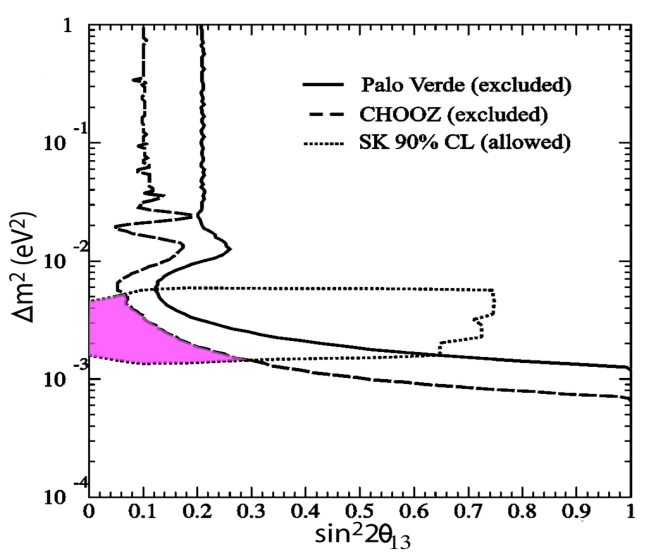 1
Palo Verde (excluded)
CHOOZ (excluded)
SK 90% CL (allowed)
10⁻¹
Δm² (eV²)
10⁻²
10⁻³
10⁻⁴
0 0.1 0.2 0.3 0.4 0.5 0.6 0.7 0.8 0.9 1
sin²2θ₁₃